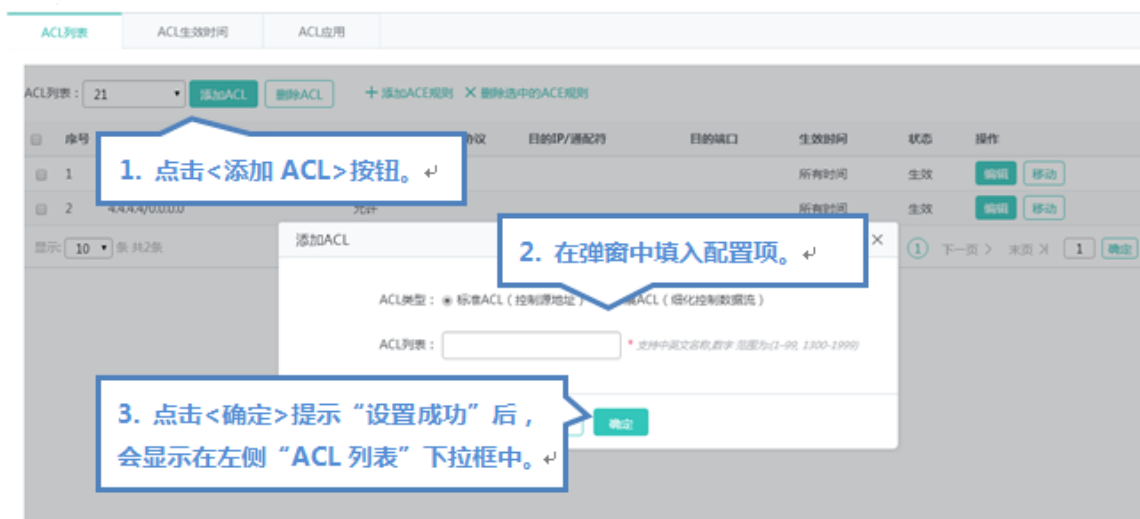 ACL列表 ACL生效时间 ACL应用
ACL列表： 21 添加ACL 删除ACL + 添加ACE规则 × 删除选中的ACE规则
序号 协议 目的IP/通配符 目的端口 生效时间 状态 操作
1. 点击<添加 ACL>按钮。
1 所有时间 生效 编辑 移动
2 4.4.4.4/0.0.0.0 允许 所有时间 生效 编辑 移动
显示: 10 条 共2条 1 下一页 末页 1 确定
添加ACL
2. 在弹窗中填入配置项。
ACL类型： 标准ACL ( 控制源地址 ) ACL ( 细化控制数据流 )
ACL列表： * 支持中英文名称,数字 范围为:(1-99, 1300-1999)
3. 点击<确定>提示“设置成功”后，
会显示在左侧“ACL 列表”下拉框中。
确定